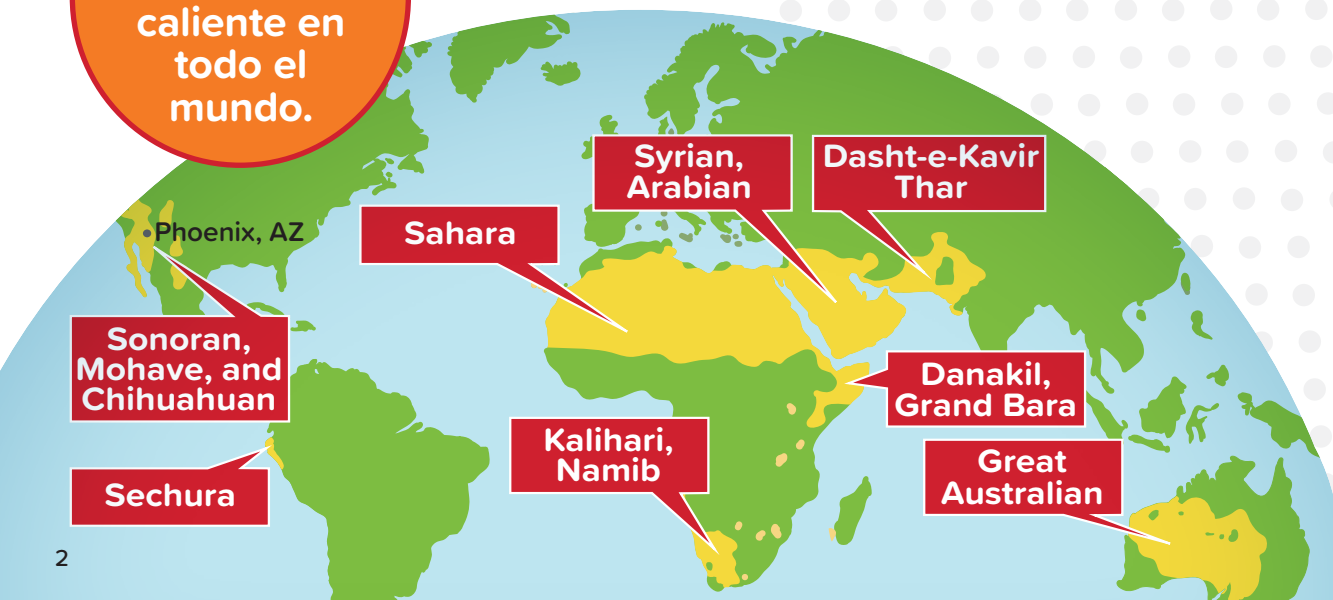 caliente en
todo el
mundo.
Syrian,
Arabian
Dasht-e-Kavir
Thar
Phoenix, AZ
Sahara
Sonoran,
Mohave, and
Chihuahuan
Danakil,
Grand Bara
Kalihari,
Namib
Great
Australian
Sechura
2